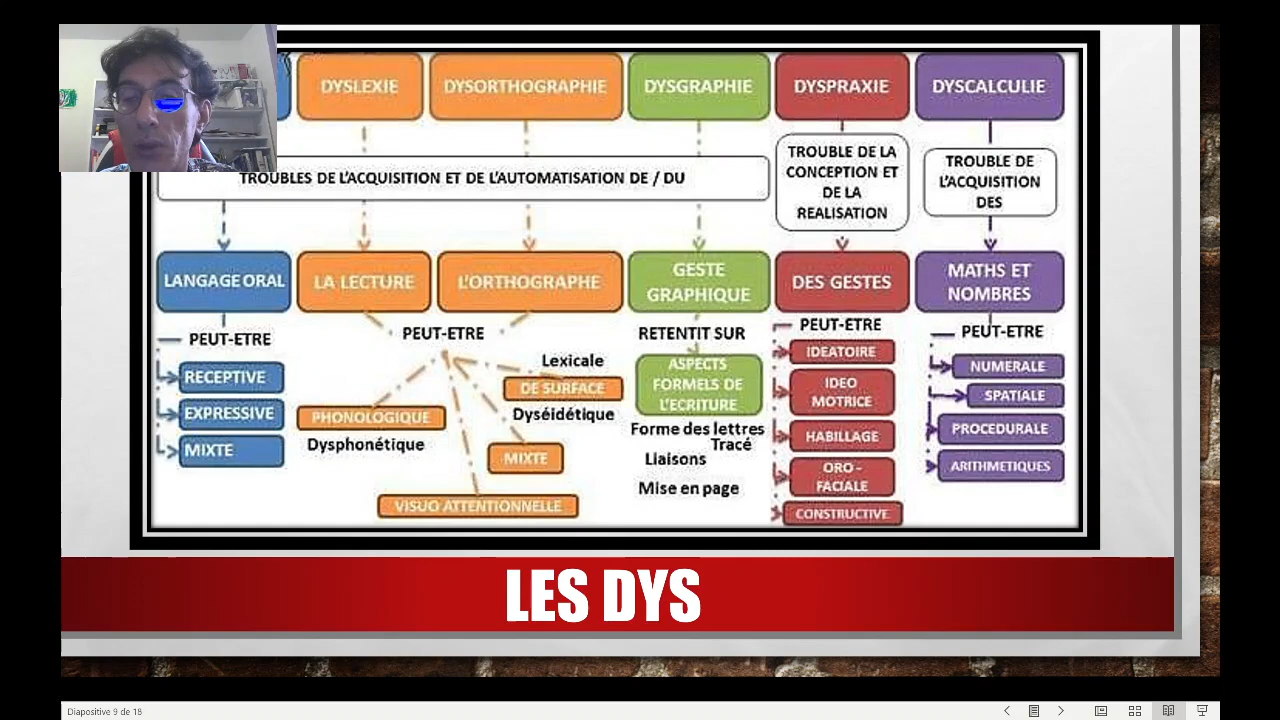 DYSLEXIE
DYSORTHOGRAPHIE
DYSGRAPHIE
DYSPRAXIE
DYSCALCULIE
TROUBLES DE L'ACQUISITION ET DE L'AUTOMATISATION DE / DU
TROUBLE DE LA
CONCEPTION ET
DE LA
REALISATION
TROUBLE DE
L'ACQUISITION
DES
LANGAGE ORAL
LA LECTURE
L'ORTHOGRAPHE
GESTE
GRAPHIQUE
DES GESTES
MATHS ET
NOMBRES
PEUT-ETRE
RECEPTIVE
EXPRESSIVE
MIXTE
PEUT-ETRE
Lexicale
DE SURFACE
Dyséidétique
PHONOLOGIQUE
Dysphonétique
MIXTE
VISUO ATTENTIONNELLE
RETENTIT SUR
ASPECTS
FORMELS DE
L'ECRITURE
Forme des lettres
Tracé
Liaisons
Mise en page
PEUT-ETRE
IDEATOIRE
IDEO
MOTRICE
HABILLAGE
ORO -
FACIALE
CONSTRUCTIVE
PEUT-ETRE
NUMERALE
SPATIALE
PROCEDURALE
ARITHMETIQUES
LES DYS
Diapositive 9 de 18